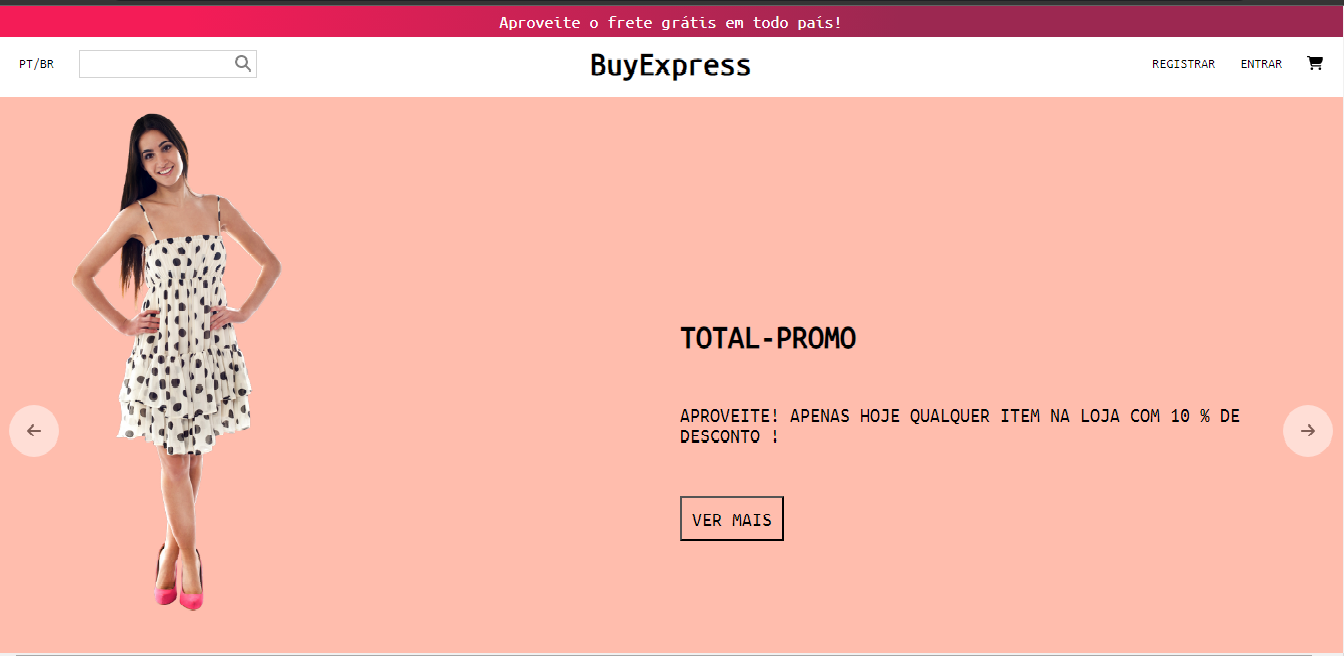 Aproveite o frete grátis em todo país!
PT/BR
BuyExpress
REGISTRAR
ENTRAR
TOTAL-PROMO
APROVEITE! APENAS HOJE QUALQUER ITEM NA LOJA COM 10 % DE
DESCONTO !
VER MAIS